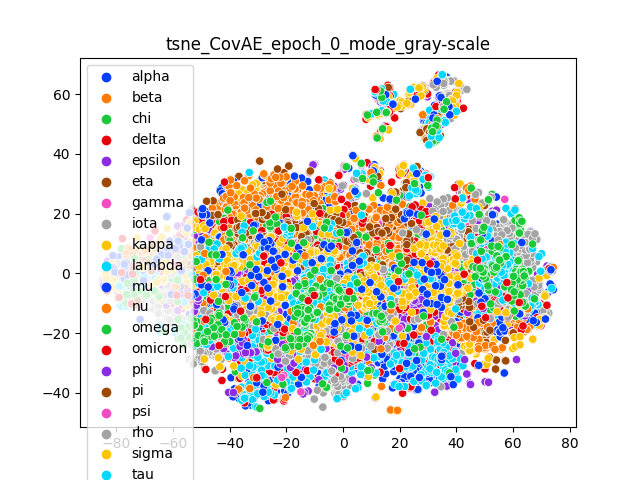 tsne_CovAE_epoch_0_mode_gray-scale
alpha
beta
chi
delta
epsilon
eta
gamma
iota
kappa
lambda
mu
nu
omega
omicron
phi
pi
psi
rho
sigma
tau
60
40
20
0
−20
−40
−80 −60 −40 −20 0 20 40 60 80